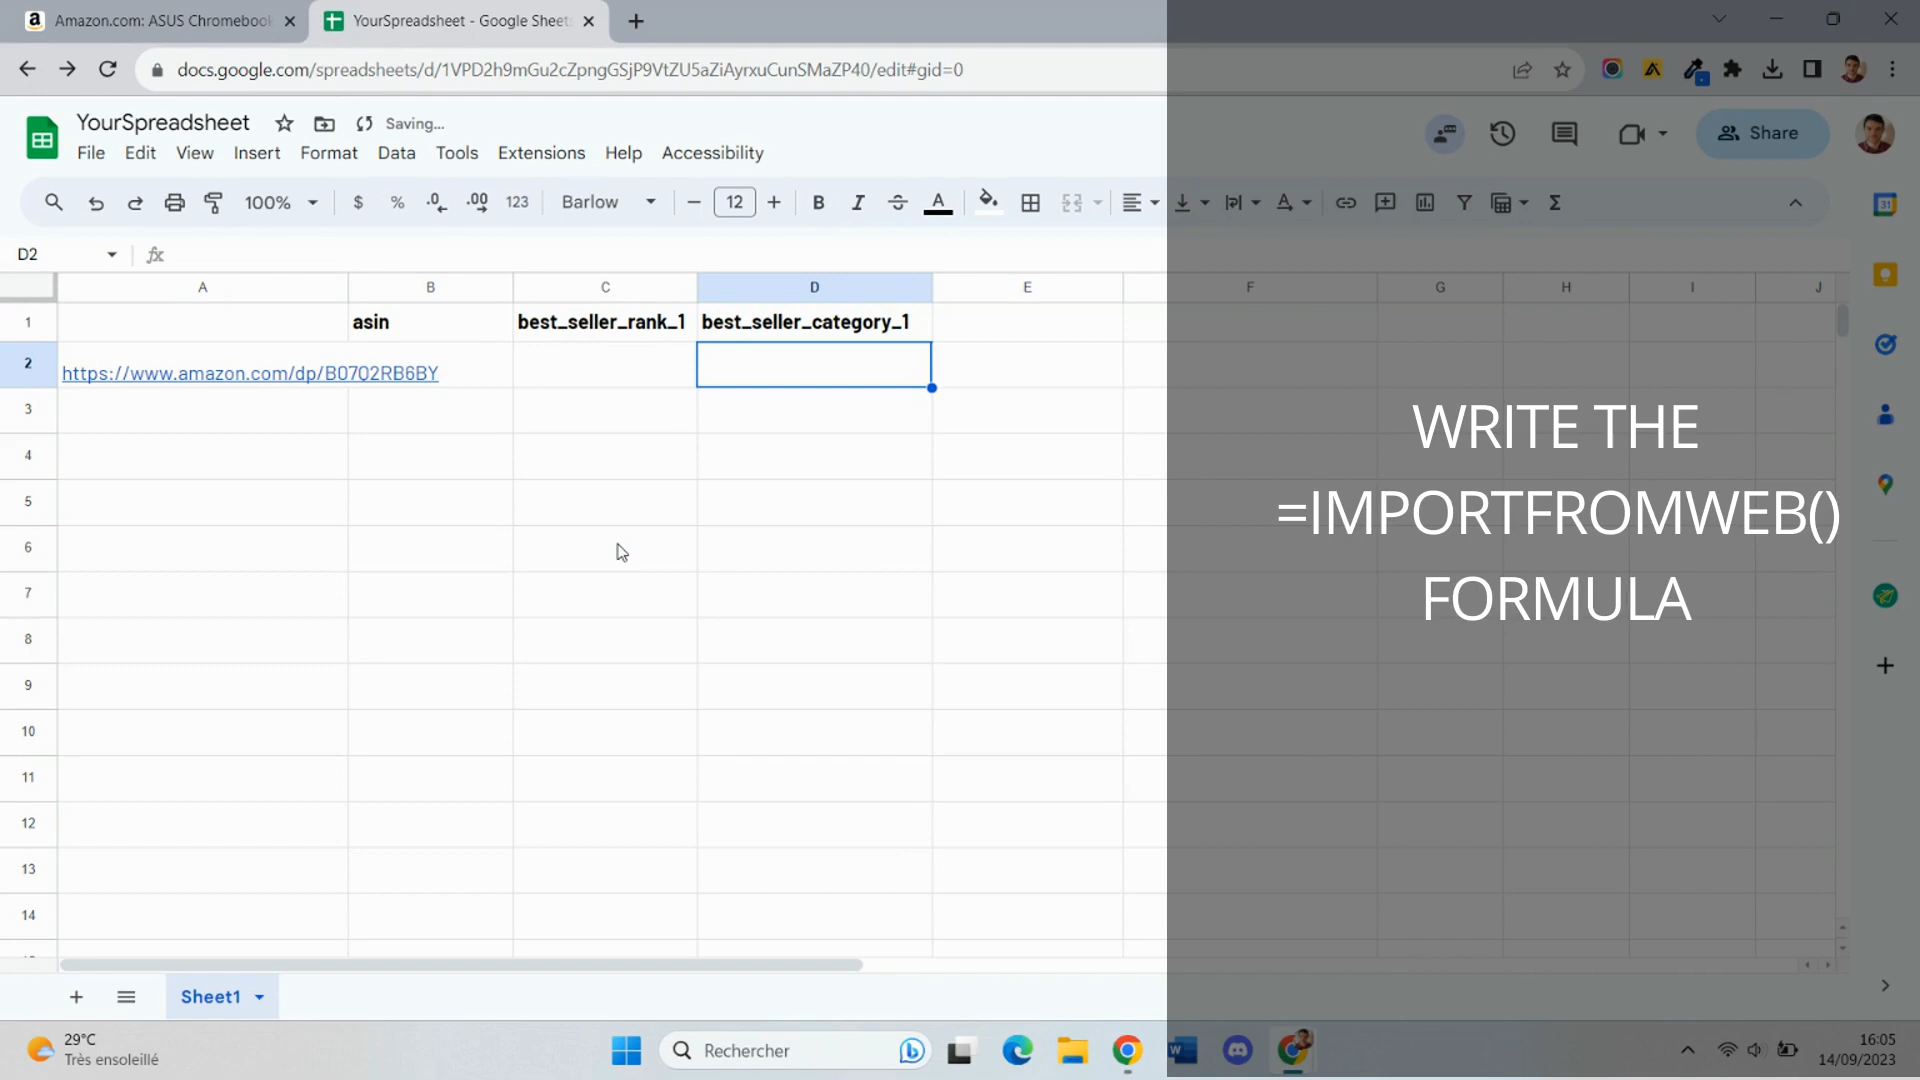 Amazon.com: ASUS Chromebook
YourSpreadsheet - Google Sheets
docs.google.com/spreadsheets/d/1VPD2h9mGu2cZpngGSjP9VtZU5aZiAyrxuCunSMaZP40/edit#gid=0
YourSpreadsheet
Saving...
Share
File Edit View Insert Format Data Tools Extensions Help Accessibility
100% $ % .0 .00 123 Barlow 12 B I S A
D2 fx
A B C D E F G H I J
1 asin best_seller_rank_1 best_seller_category_1
2 https://www.amazon.com/dp/B07Q2RB6BY
3
4
5
6
7
8
9
10
11
12
13
14
WRITE THE
=IMPORTFROMWEB()
FORMULA
Sheet1
29°C
Très ensoleillé
Rechercher
16:05
14/09/2023